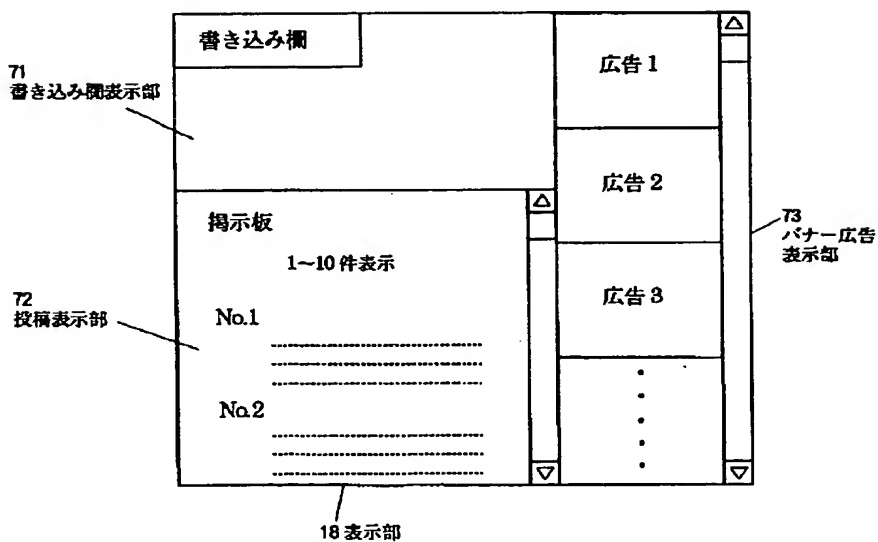 書き込み欄
71
書き込み欄表示部
掲示板
1~10件表示
72
投稿表示部
No.1
No.2
広告1
広告2
広告3
73
バナー広告
表示部
18 表示部